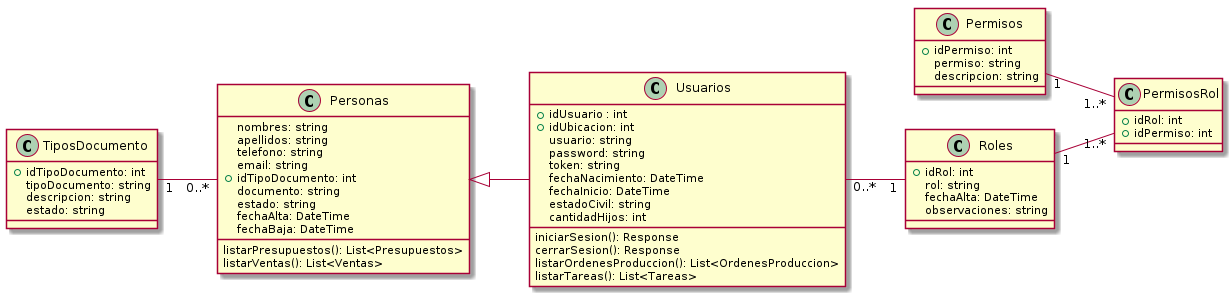 C TiposDocumento
idTipoDocumento: int
tipoDocumento: string
descripcion: string
estado: string
1
0..*
C Personas
nombres: string
apellidos: string
telefono: string
email: string
idTipoDocumento: int
documento: string
estado: string
fechaAlta: DateTime
fechaBaja: DateTime
listarPresupuestos(): List<Presupuestos>
listarVentas(): List<Ventas>
C Usuarios
idUsuario : int
idUbicacion: int
usuario: string
password: string
token: string
fechaNacimiento: DateTime
fechaInicio: DateTime
estadoCivil: string
cantidadHijos: int
iniciarSesion(): Response
cerrarSesion(): Response
listarOrdenesProduccion(): List<OrdenesProduccion>
listarTareas(): List<Tareas>
0..*
1
C Permisos
idPermiso: int
permiso: string
descripcion: string
1
1..*
C Roles
idRol: int
rol: string
fechaAlta: DateTime
observaciones: string
1
1..*
C PermisosRol
idRol: int
idPermiso: int